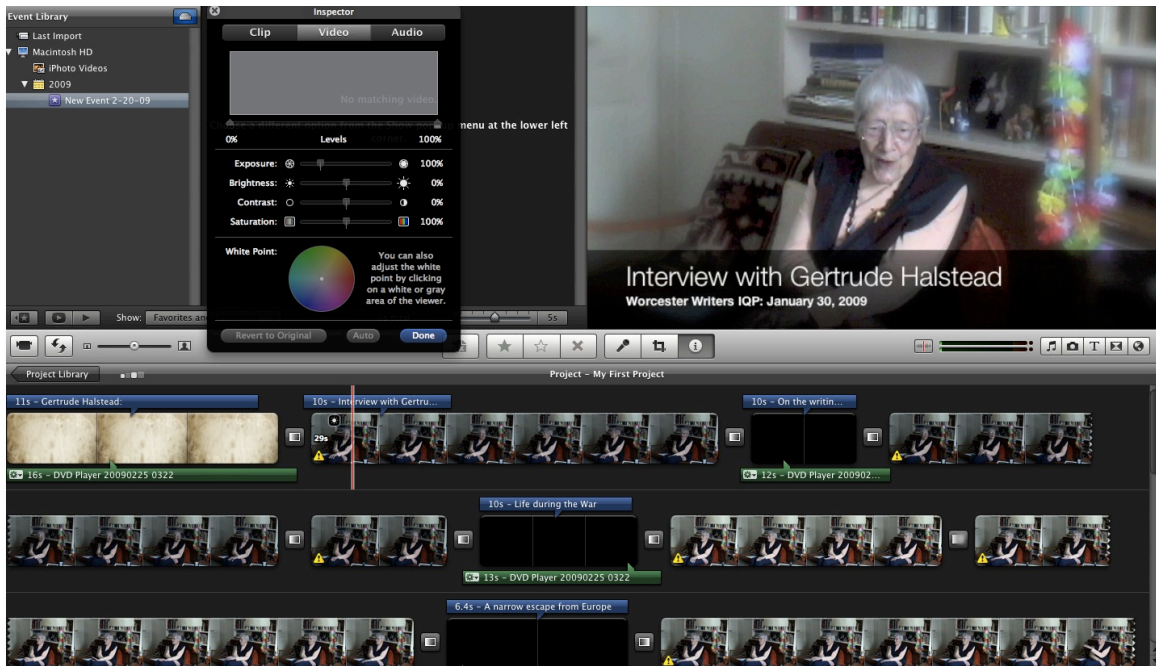 Event Library
Last Import
Macintosh HD
iPhoto Videos
2009
New Event 2-20-09
Inspector
Clip Video Audio
No matching video.
menu at the lower left
0% Levels 100%
Exposure: 100%
Brightness: 0%
Contrast: 0%
Saturation: 100%
White Point:
You can also
adjust the white
point by clicking
on a white or gray
area of the viewer.
Revert to Original Auto Done
Show: Favorites an
5s
Interview with Gertrude Halstead
Worcester Writers IQP: January 30, 2009
Project Library
Project - My First Project
11s - Gertrude Halstead:
10s - Interview with Gertru...
10s - On the writin...
29s
16s - DVD Player 20090225 0322
12s - DVD Player 200902...
10s - Life during the War
13s - DVD Player 20090225 0322
6.4s - A narrow escape from Europe